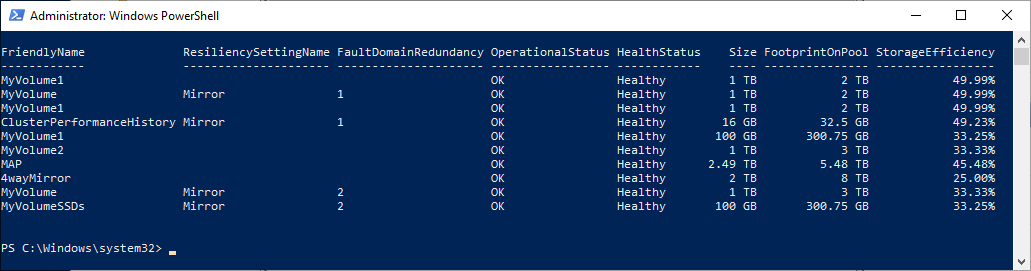 Administrator: Windows PowerShell
FriendlyName ResiliencySettingName FaultDomainRedundancy OperationalStatus HealthStatus Size FootprintOnPool StorageEfficiency
------------ --------------------- --------------------- ----------------- ------------ ---- --------------- -----------------
MyVolume1 OK Healthy 1 TB 2 TB 49.99%
MyVolume Mirror 1 OK Healthy 1 TB 2 TB 49.99%
MyVolume1 OK Healthy 1 TB 2 TB 49.99%
ClusterPerformanceHistory Mirror 1 OK Healthy 16 GB 32.5 GB 49.23%
MyVolume1 OK Healthy 100 GB 300.75 GB 33.25%
MyVolume2 OK Healthy 1 TB 3 TB 33.33%
MAP OK Healthy 2.49 TB 5.48 TB 45.48%
4wayMirror OK Healthy 2 TB 8 TB 25.00%
MyVolume Mirror 2 OK Healthy 1 TB 3 TB 33.33%
MyVolumeSSDs Mirror 2 OK Healthy 100 GB 300.75 GB 33.25%
PS C:\Windows\system32> _